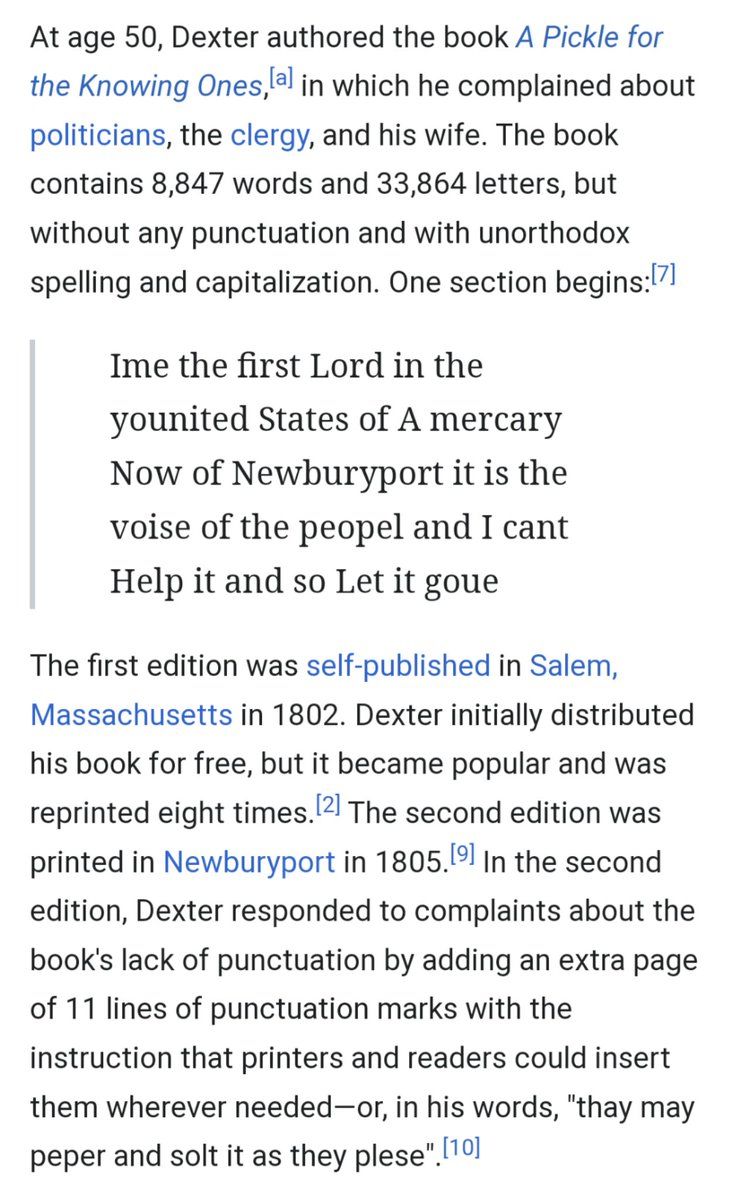 At age 50, Dexter authored the book A Pickle for
the Knowing Ones,[a] in which he complained about
politicians, the clergy, and his wife. The book
contains 8,847 words and 33,864 letters, but
without any punctuation and with unorthodox
spelling and capitalization. One section begins:[7]
Ime the first Lord in the
younited States of A mercary
Now of Newburyport it is the
voise of the peopel and I cant
Help it and so Let it goue
The first edition was self-published in Salem,
Massachusetts in 1802. Dexter initially distributed
his book for free, but it became popular and was
reprinted eight times.[2] The second edition was
printed in Newburyport in 1805.[9] In the second
edition, Dexter responded to complaints about the
book's lack of punctuation by adding an extra page
of 11 lines of punctuation marks with the
instruction that printers and readers could insert
them wherever needed—or, in his words, "thay may
peper and solt it as they plese".[10]